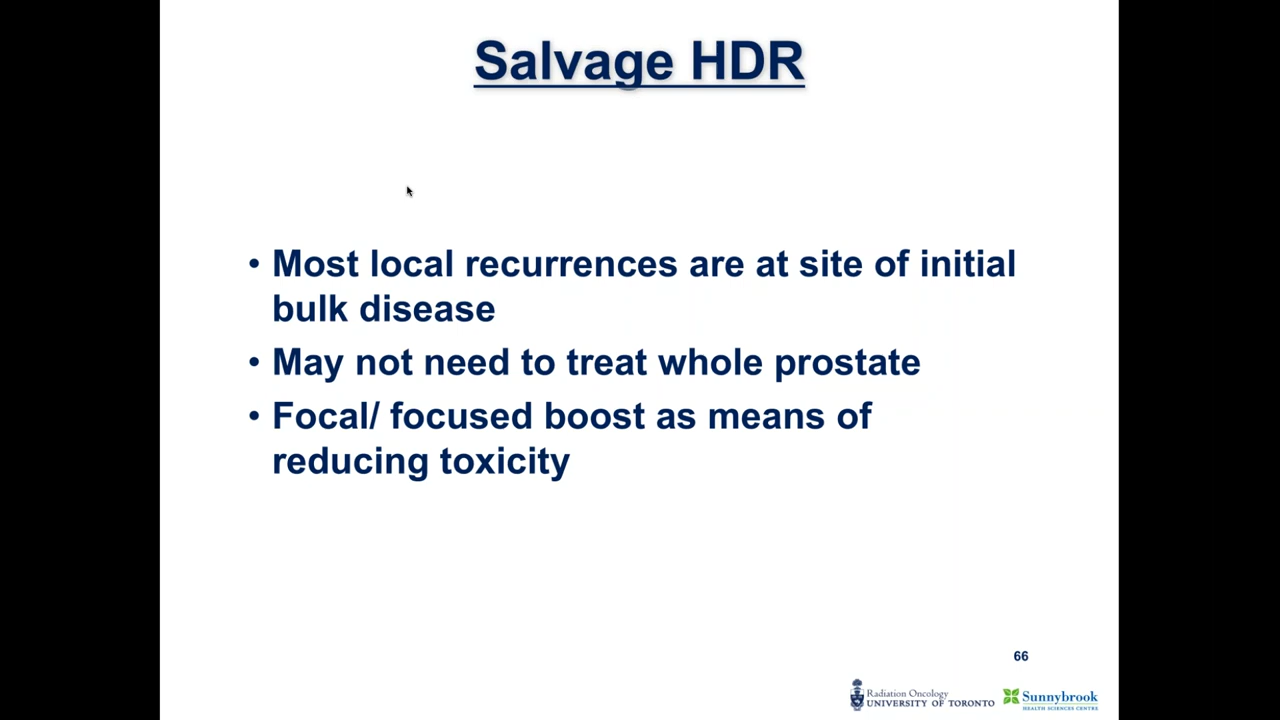 Salvage HDR
• Most local recurrences are at site of initial
bulk disease
• May not need to treat whole prostate
• Focal/ focused boost as means of
reducing toxicity
66
Radiation Oncology
UNIVERSITY OF TORONTO
Sunnybrook
HEALTH SCIENCES CENTRE